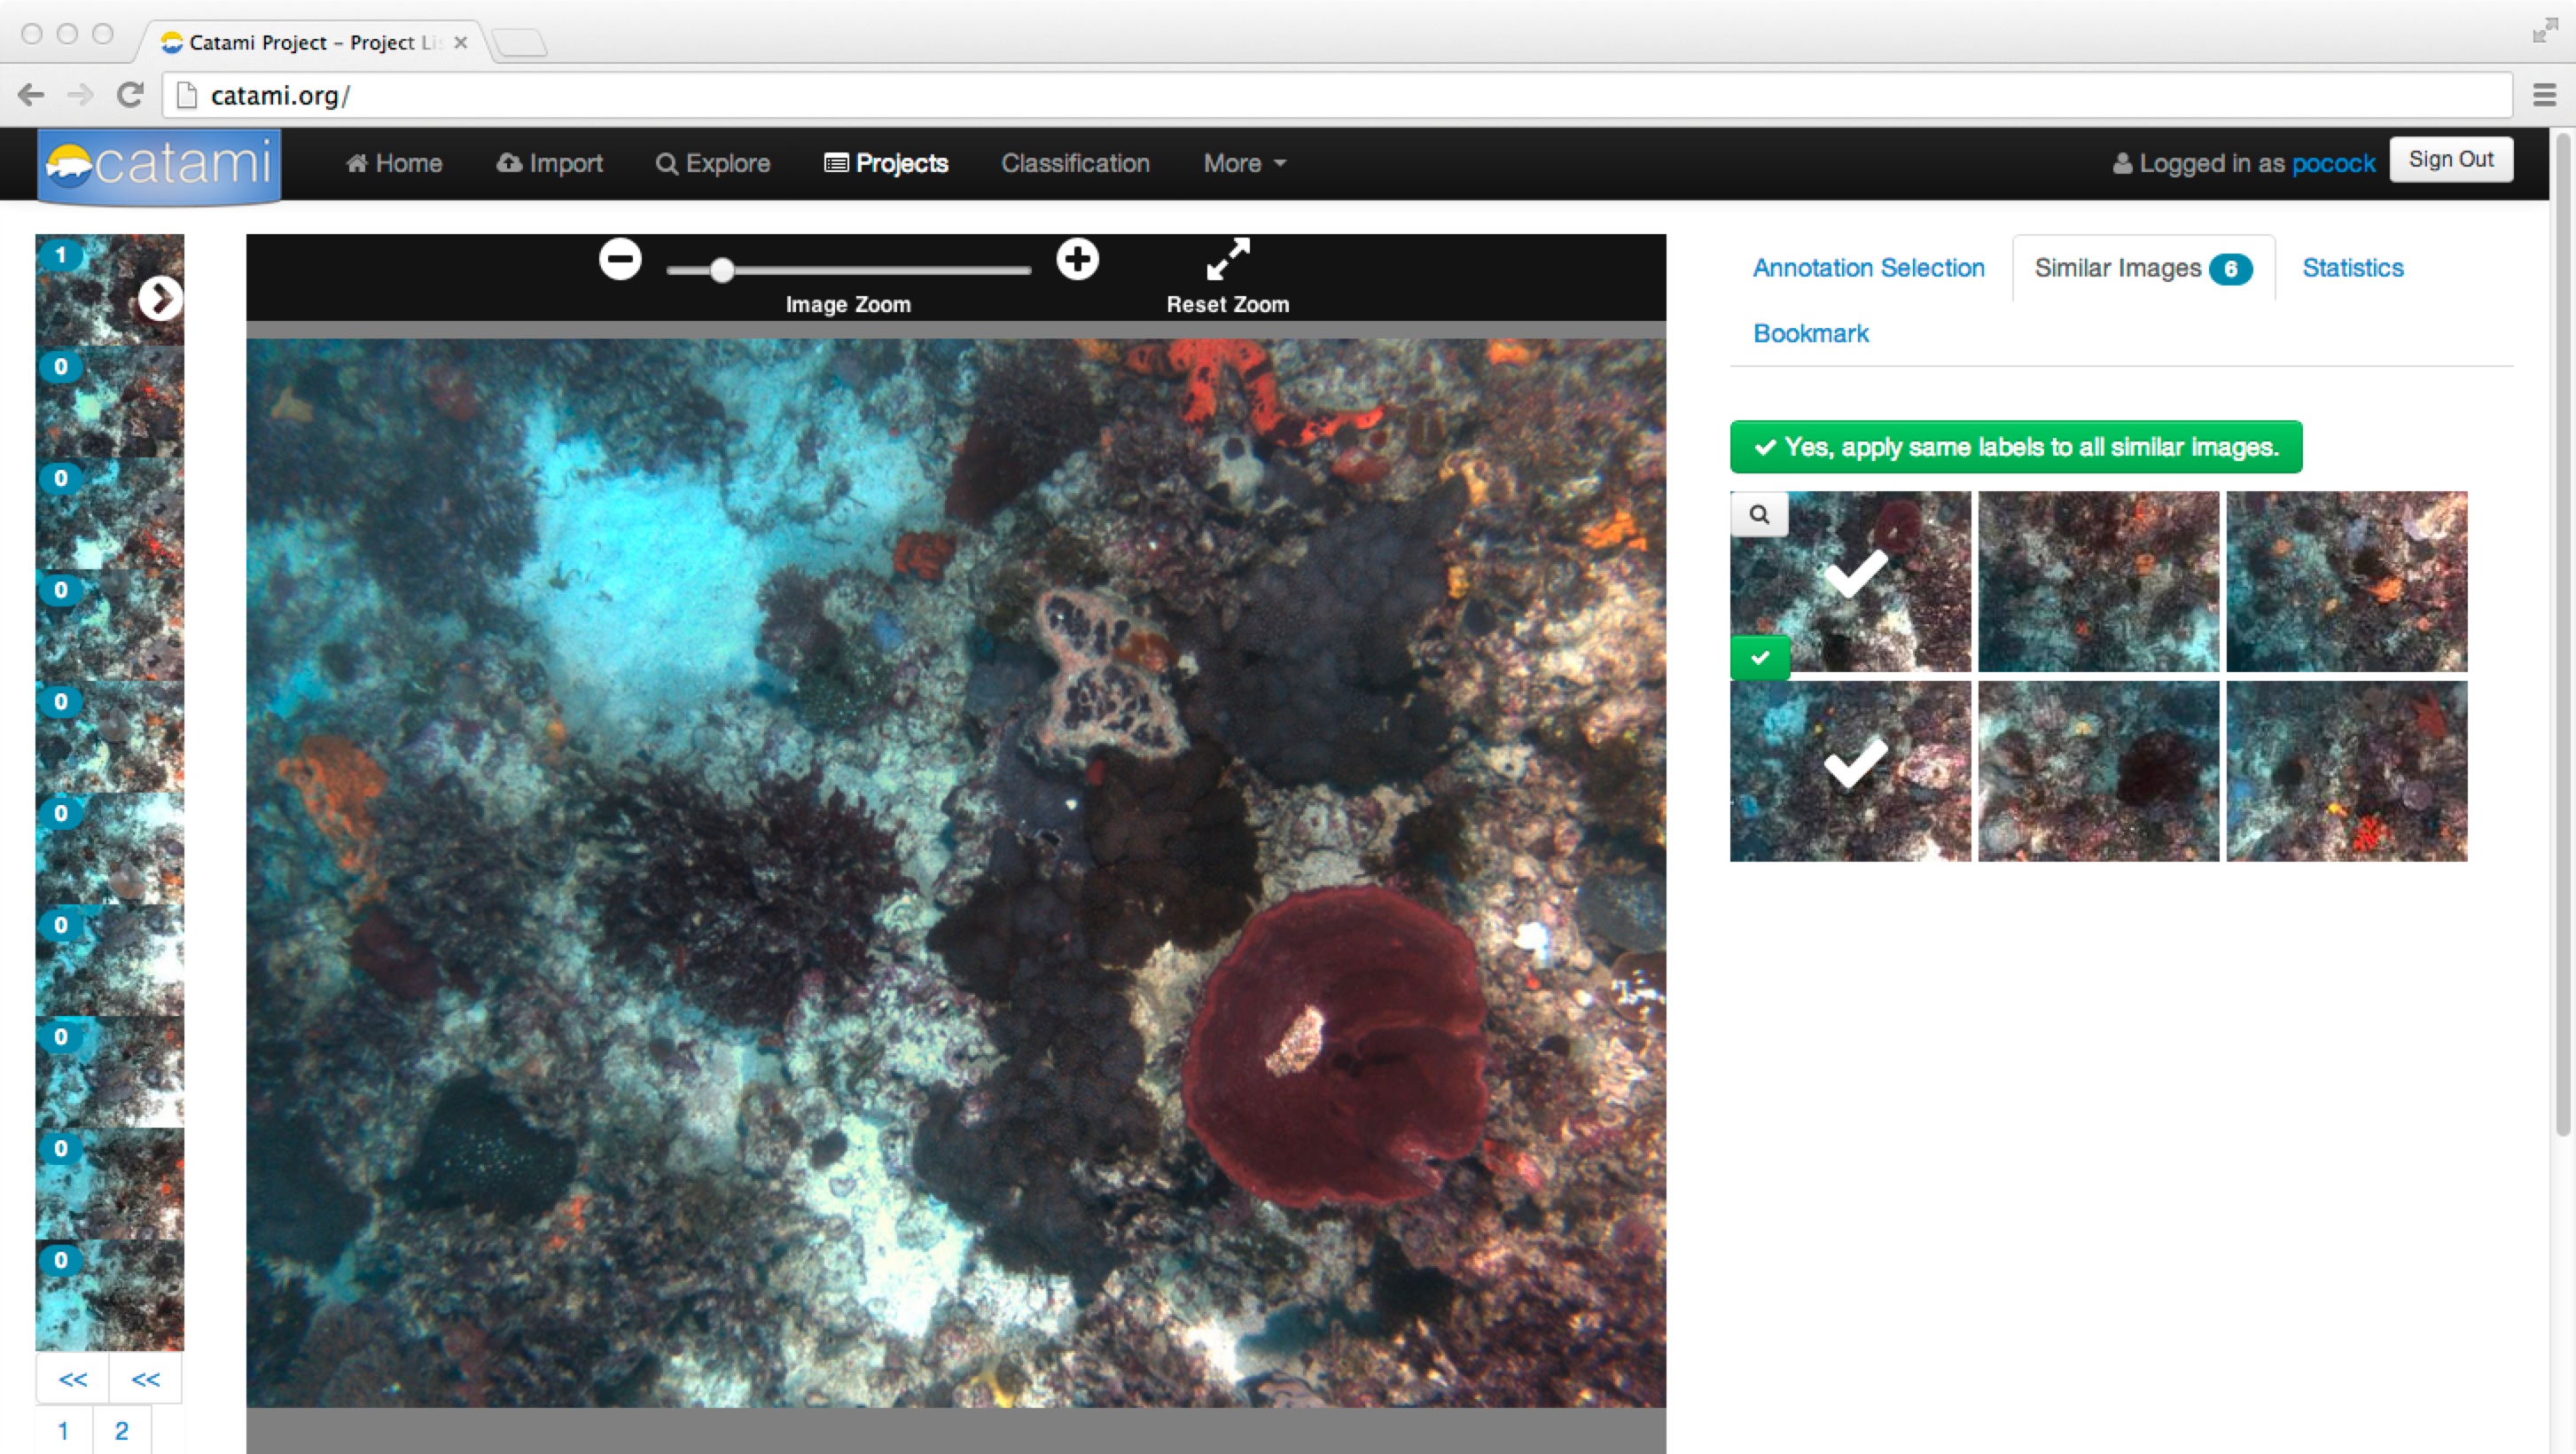 Catami Project – Project Li
catami.org/
catami
Home
Import
Explore
Projects
Classification
More
Logged in as pocock
Sign Out
1
0
0
0
0
0
0
0
0
0
<< <<
1 2
Image Zoom
Reset Zoom
Annotation Selection
Similar Images 6
Statistics
Bookmark
Yes, apply same labels to all similar images.